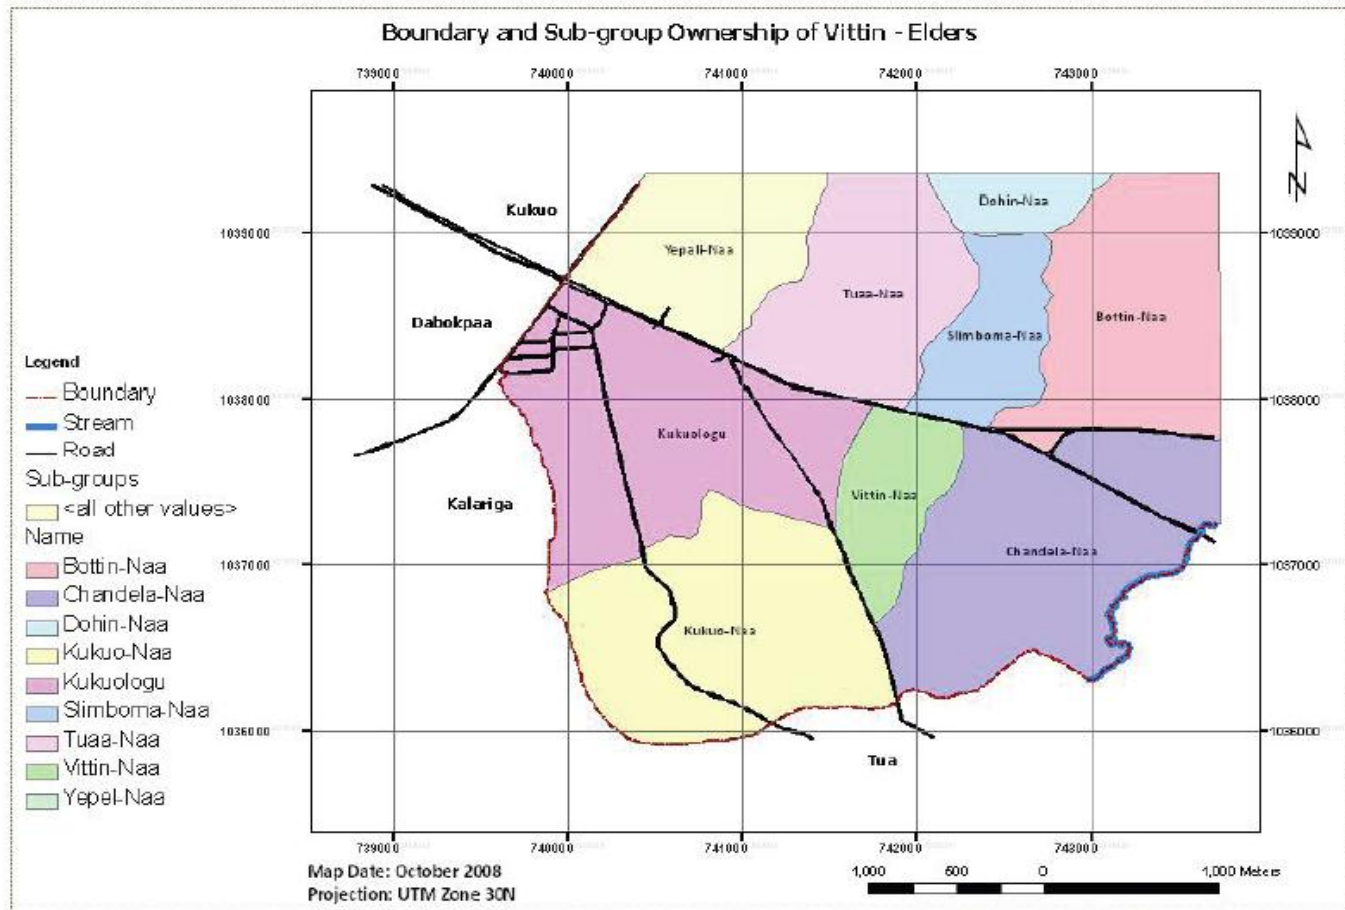 Boundary and Sub-group Ownership of Vittin - Elders
739000 740000 741000 742000 743000
Kukuo
Dohin-Naa
1039000 1039000
Yepali-Naa
Tuaa-Naa
Dabokpaa
Bottin-Naa
Slimboma-Naa
1038000 1038000
Kukuologu
Kalariga
Vittin-Naa
Chandela-Naa
1037000 1037000
Kukuo-Naa
1036000 1036000
Tua
Legend
Boundary
Stream
Road
Sub-groups
<all other values>
Name
Bottin-Naa
Chandela-Naa
Dohin-Naa
Kukuo-Naa
Kukuologu
Slimboma-Naa
Tuaa-Naa
Vittin-Naa
Yepel-Naa
N
739000 740000 741000 742000 743000
Map Date: October 2008
Projection: UTM Zone 30N
1,000 500 0 1,000 Meters